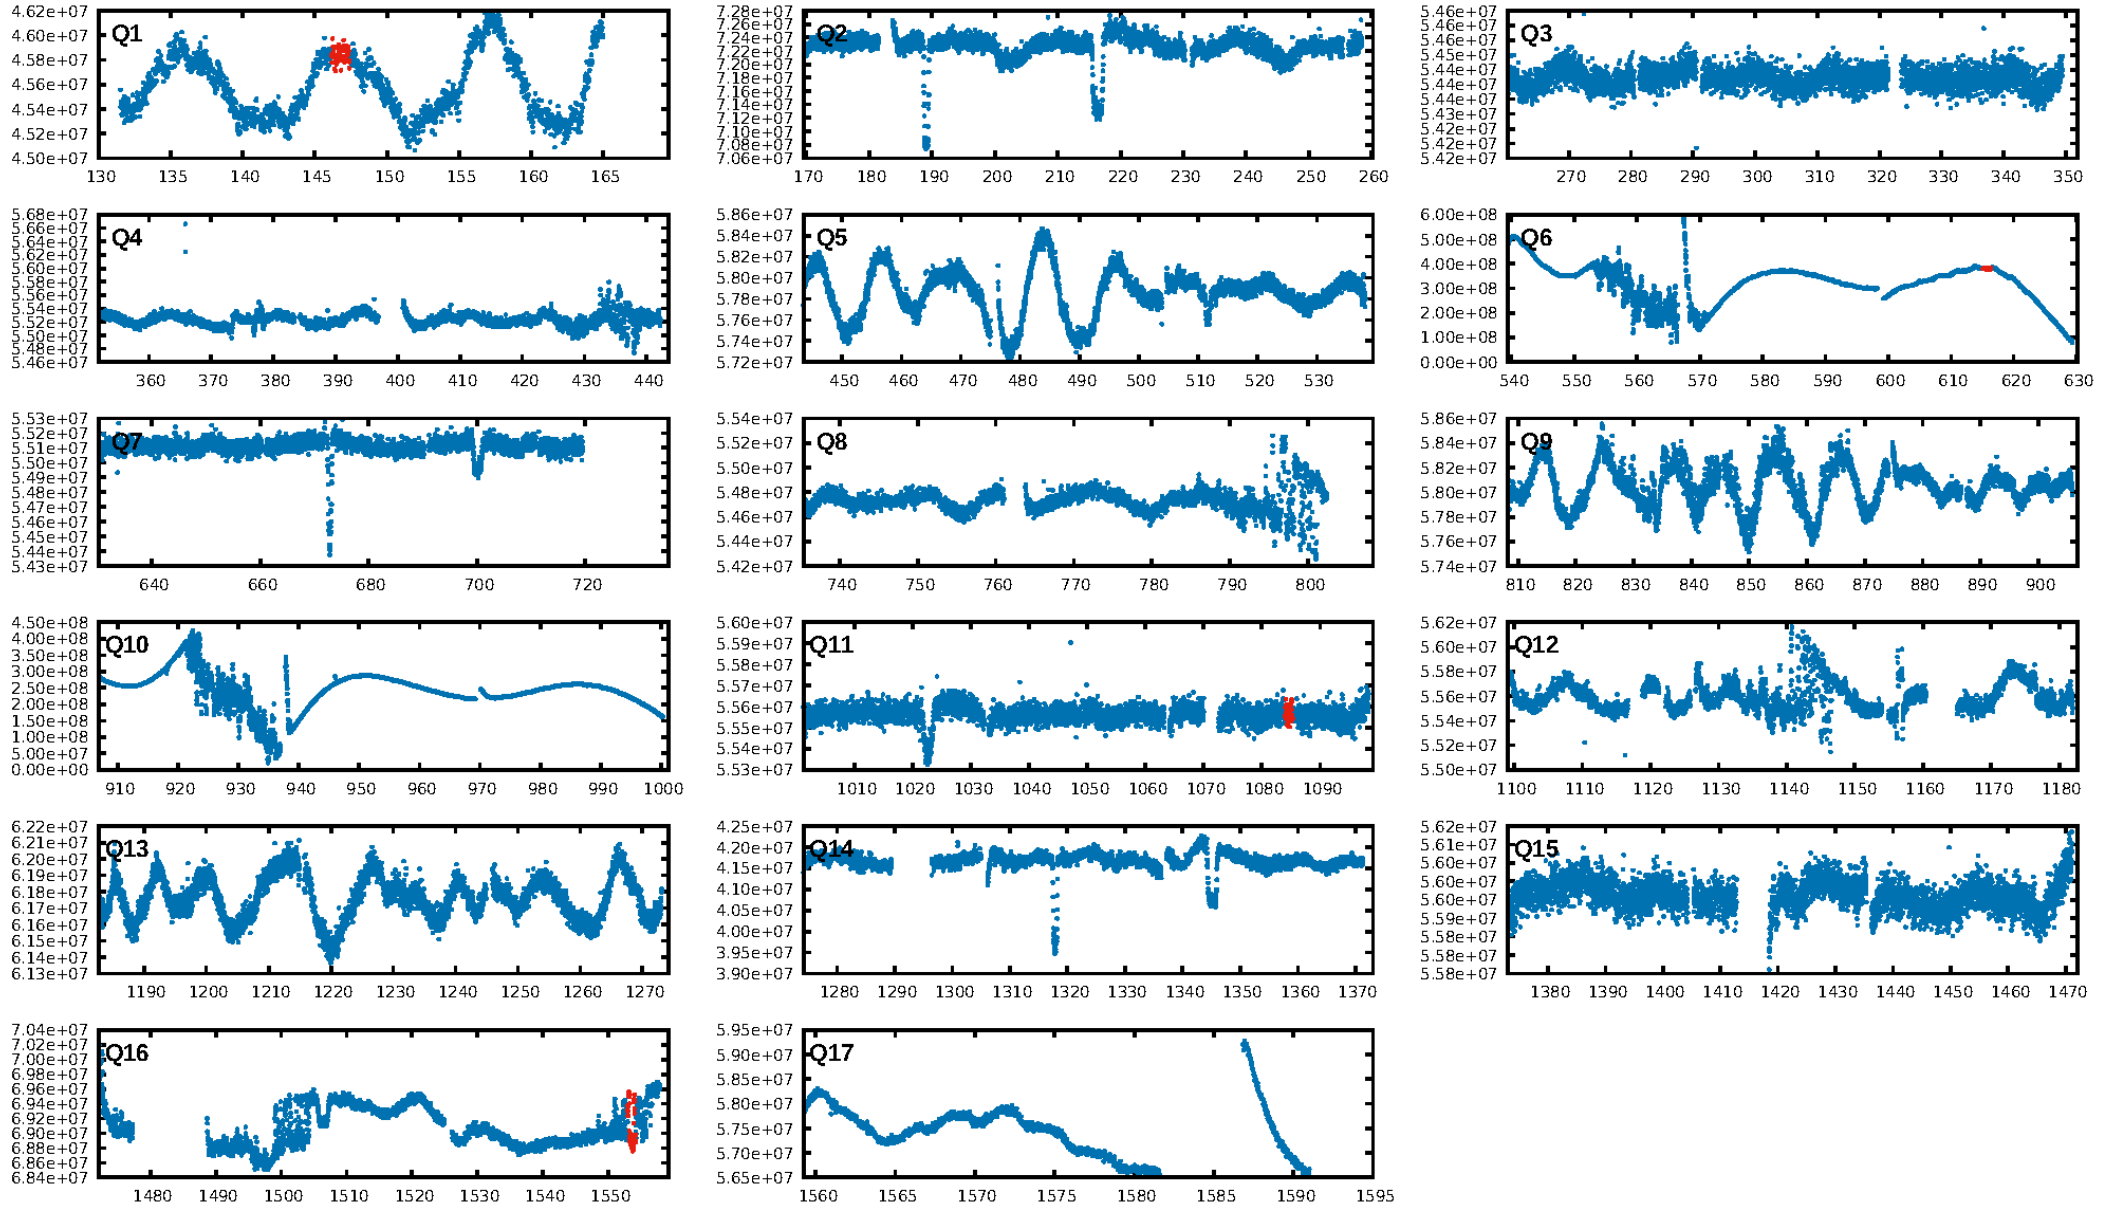 4.62e+07
4.60e+07
4.58e+07
4.56e+07
4.54e+07
4.52e+07
4.50e+07
Q1
130 135 140 145 150 155 160 165
7.28e+07
7.26e+07
7.24e+07
7.22e+07
7.20e+07
7.18e+07
7.16e+07
7.14e+07
7.12e+07
7.10e+07
7.08e+07
7.06e+07
Q2
170 180 190 200 210 220 230 240 250 260
5.46e+07
5.46e+07
5.46e+07
5.45e+07
5.44e+07
5.44e+07
5.44e+07
5.43e+07
5.42e+07
5.42e+07
5.42e+07
Q3
270 280 290 300 310 320 330 340 350
5.68e+07
5.66e+07
5.64e+07
5.62e+07
5.60e+07
5.58e+07
5.56e+07
5.54e+07
5.52e+07
5.50e+07
5.48e+07
5.46e+07
Q4
360 370 380 390 400 410 420 430 440
5.86e+07
5.84e+07
5.82e+07
5.80e+07
5.78e+07
5.76e+07
5.74e+07
5.72e+07
Q5
450 460 470 480 490 500 510 520 530
6.00e+08
5.00e+08
4.00e+08
3.00e+08
2.00e+08
1.00e+08
0.00e+00
Q6
540 550 560 570 580 590 600 610 620 630
5.53e+07
5.52e+07
5.51e+07
5.50e+07
5.49e+07
5.48e+07
5.47e+07
5.46e+07
5.45e+07
5.44e+07
5.43e+07
Q7
640 660 680 700 720
5.54e+07
5.52e+07
5.50e+07
5.48e+07
5.46e+07
5.44e+07
5.42e+07
Q8
740 750 760 770 780 790 800
5.86e+07
5.84e+07
5.82e+07
5.80e+07
5.78e+07
5.76e+07
5.74e+07
Q9
810 820 830 840 850 860 870 880 890 900
4.50e+08
4.00e+08
3.50e+08
3.00e+08
2.50e+08
2.00e+08
1.50e+08
1.00e+08
5.00e+07
0.00e+00
Q10
910 920 930 940 950 960 970 980 990 1000
5.60e+07
5.59e+07
5.58e+07
5.57e+07
5.56e+07
5.55e+07
5.54e+07
5.53e+07
Q11
1010 1020 1030 1040 1050 1060 1070 1080 1090
5.62e+07
5.60e+07
5.58e+07
5.56e+07
5.54e+07
5.52e+07
5.50e+07
Q12
1100 1110 1120 1130 1140 1150 1160 1170 1180
6.22e+07
6.21e+07
6.20e+07
6.19e+07
6.18e+07
6.17e+07
6.16e+07
6.15e+07
6.14e+07
6.13e+07
Q13
1190 1200 1210 1220 1230 1240 1250 1260 1270
4.25e+07
4.20e+07
4.15e+07
4.10e+07
4.05e+07
4.00e+07
3.95e+07
3.90e+07
Q14
1280 1290 1300 1310 1320 1330 1340 1350 1360 1370
5.62e+07
5.61e+07
5.60e+07
5.60e+07
5.60e+07
5.59e+07
5.58e+07
5.58e+07
Q15
1380 1390 1400 1410 1420 1430 1440 1450 1460 1470
7.04e+07
7.02e+07
7.00e+07
6.98e+07
6.96e+07
6.94e+07
6.92e+07
6.90e+07
6.88e+07
6.86e+07
6.84e+07
Q16
1480 1490 1500 1510 1520 1530 1540 1550
5.95e+07
5.90e+07
5.85e+07
5.80e+07
5.75e+07
5.70e+07
5.65e+07
Q17
1560 1565 1570 1575 1580 1585 1590 1595